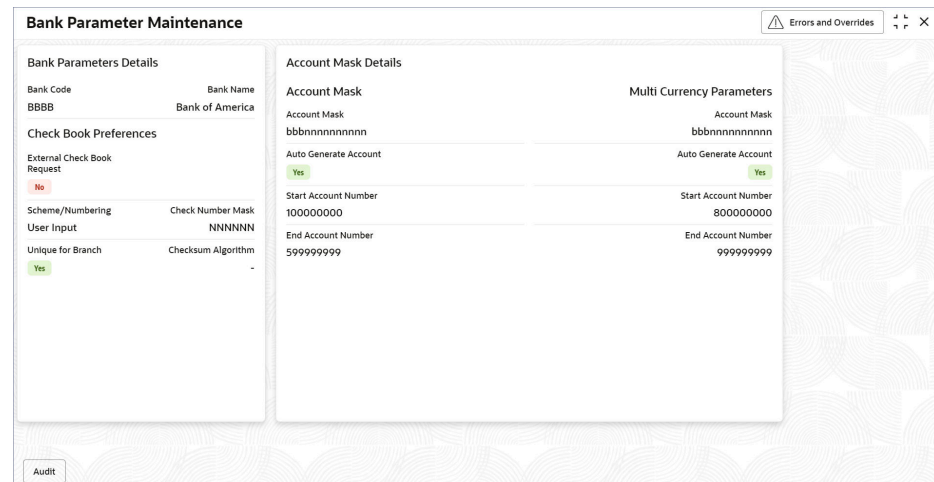 Bank Parameter Maintenance
Errors and Overrides
Bank Parameters Details
Bank Code Bank Name
BBBB Bank of America
Check Book Preferences
External Check Book
Request
No
Scheme/Numbering Check Number Mask
User Input NNNNNN
Unique for Branch Checksum Algorithm
Yes -
Account Mask Details
Account Mask Multi Currency Parameters
Account Mask Account Mask
bbbnnnnnnnnn bbbnnnnnnnnn
Auto Generate Account Auto Generate Account
Yes Yes
Start Account Number Start Account Number
100000000 800000000
End Account Number End Account Number
599999999 999999999
Audit